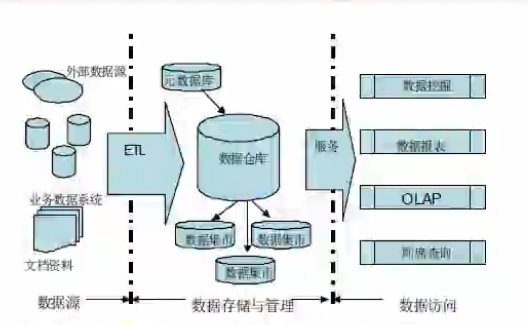 外部数据源
元数据库
数据挖掘
ETL
数据仓库
服务
数据报表
业务数据系统
OLAP
数据集市
数据集市
数据集市
即席查询
文档资料
数据源
数据存储与管理
数据访问